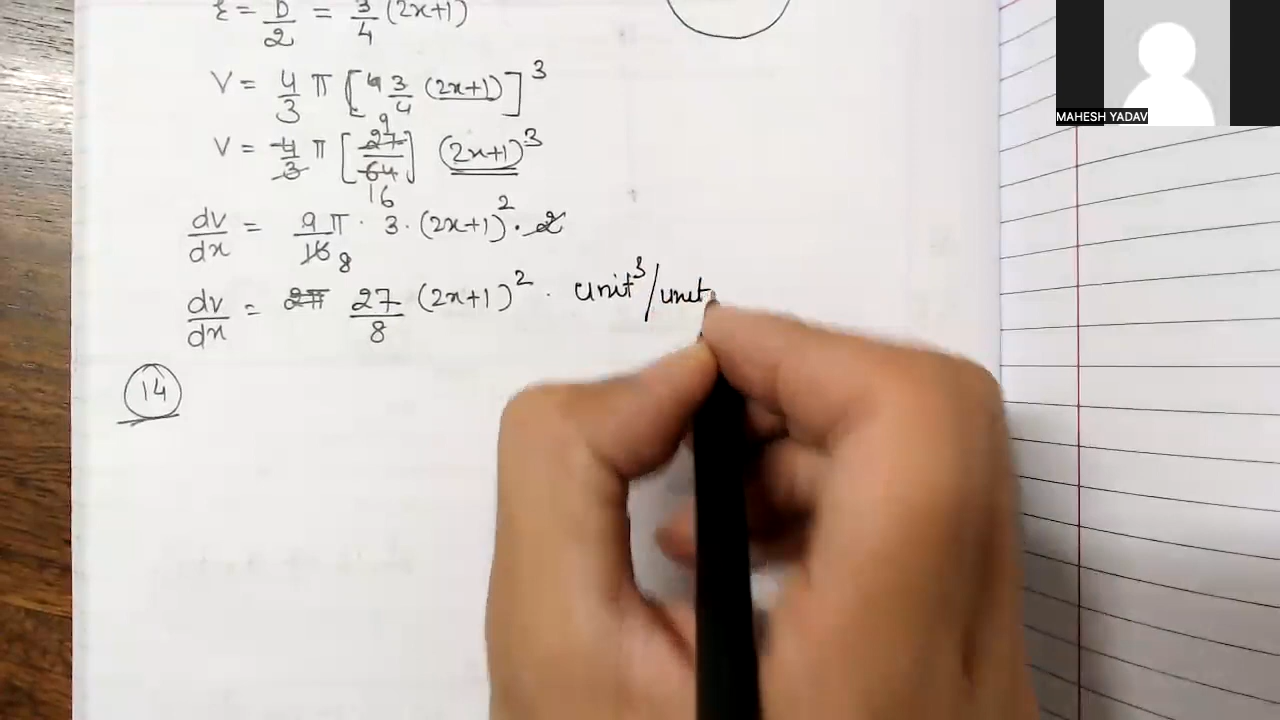 r = D/2 = 3/4 (2x+1)
V = 4/3 π [ 3/4 (2x+1) ]^3
V = 4/3 π [ 27/64 ] (2x+1)^3
9
16
dv/dx = 9π/16 · 3 · (2x+1)^2 · 2
8
dv/dx = 2π 27/8 (2x+1)^2 · unit^3/unit
14
MAHESH YADAV